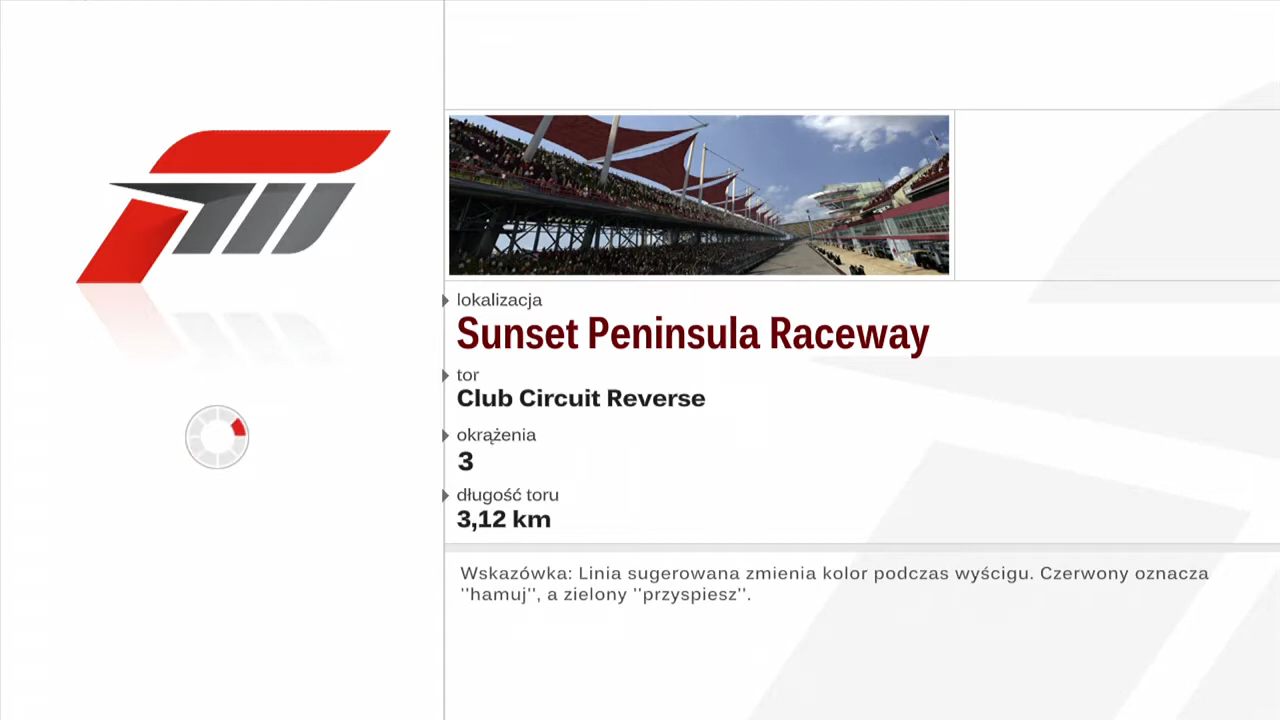 lokalizacja
Sunset Peninsula Raceway
tor
Club Circuit Reverse
okrążenia
3
długość toru
3,12 km
Wskazówka: Linia sugerowana zmienia kolor podczas wyścigu. Czerwony oznacza
''hamuj'', a zielony ''przyspiesz''.